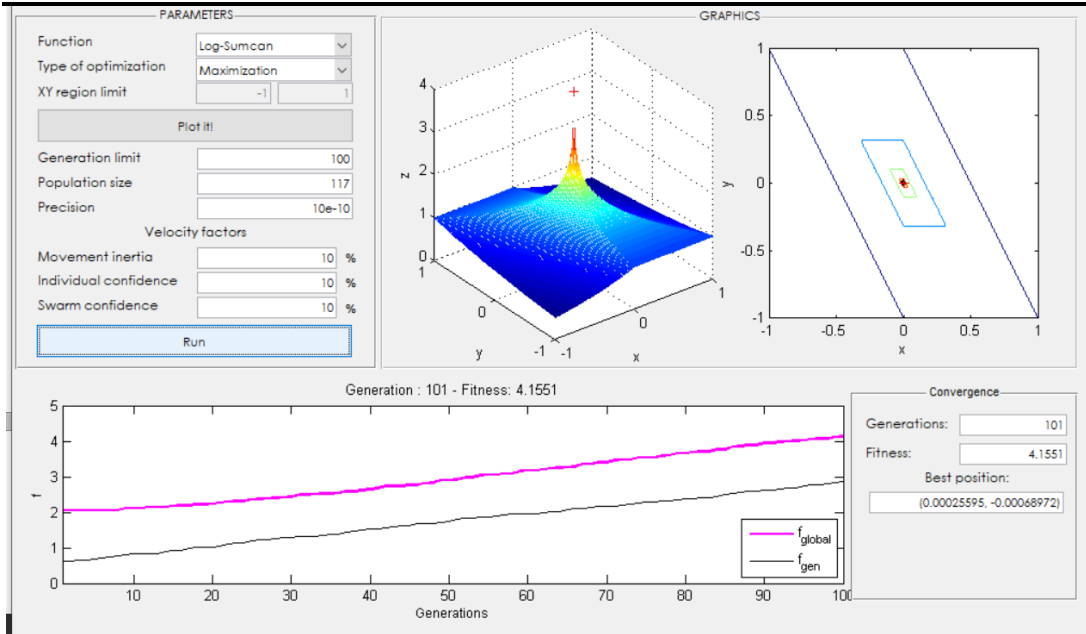 PARAMETERS
Function Log-Sumcan
Type of optimization Maximization
XY region limit -1 1
Plot it!
Generation limit 100
Population size 117
Precision 10e-10
Velocity factors
Movement inertia 10 %
Individual confidence 10 %
Swarm confidence 10 %
Run
GRAPHICS
4
3
2
1
0
z
1
0
-1
y
-1
0
1
x
1
0.5
0
-0.5
-1
y
-1 -0.5 0 0.5 1
x
Generation : 101 - Fitness: 4.1551
5
4
3
2
1
0
f
10 20 30 40 50 60 70 80 90 100
Generations
f_global
f_gen
Convergence
Generations: 101
Fitness: 4.1551
Best position:
(0.00025595, -0.00068972)